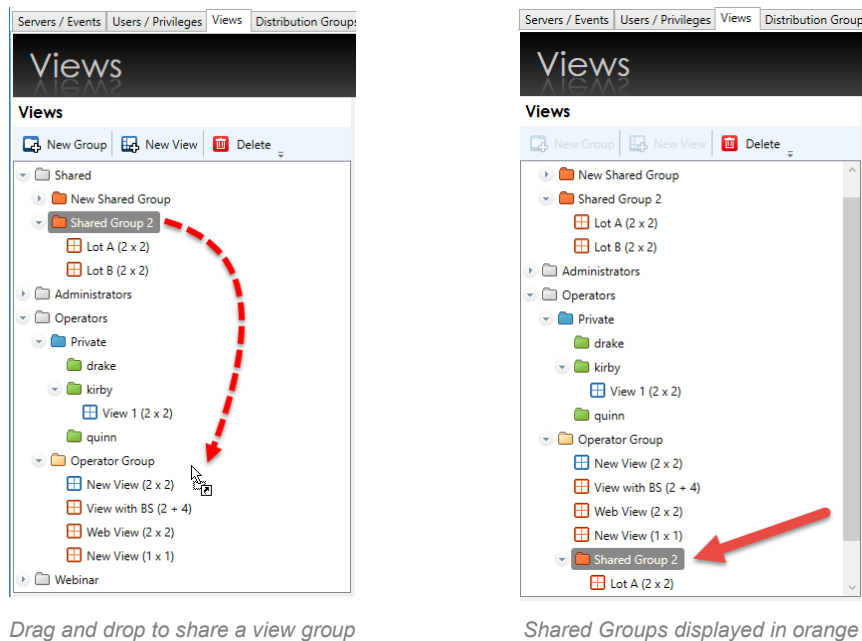 Servers / Events Users / Privileges Views Distribution Groups
Views
Views
New Group New View Delete
Shared
New Shared Group
Shared Group 2
Lot A (2 x 2)
Lot B (2 x 2)
Administrators
Operators
Private
drake
kirby
View 1 (2 x 2)
quinn
Operator Group
New View (2 x 2)
View with BS (2 + 4)
Web View (2 x 2)
New View (1 x 1)
Webinar
Drag and drop to share a view group
Servers / Events Users / Privileges Views Distribution Group
Views
Views
New Group New View Delete
New Shared Group
Shared Group 2
Lot A (2 x 2)
Lot B (2 x 2)
Administrators
Operators
Private
drake
kirby
View 1 (2 x 2)
quinn
Operator Group
New View (2 x 2)
View with BS (2 + 4)
Web View (2 x 2)
New View (1 x 1)
Shared Group 2
Lot A (2 x 2)
Shared Groups displayed in orange